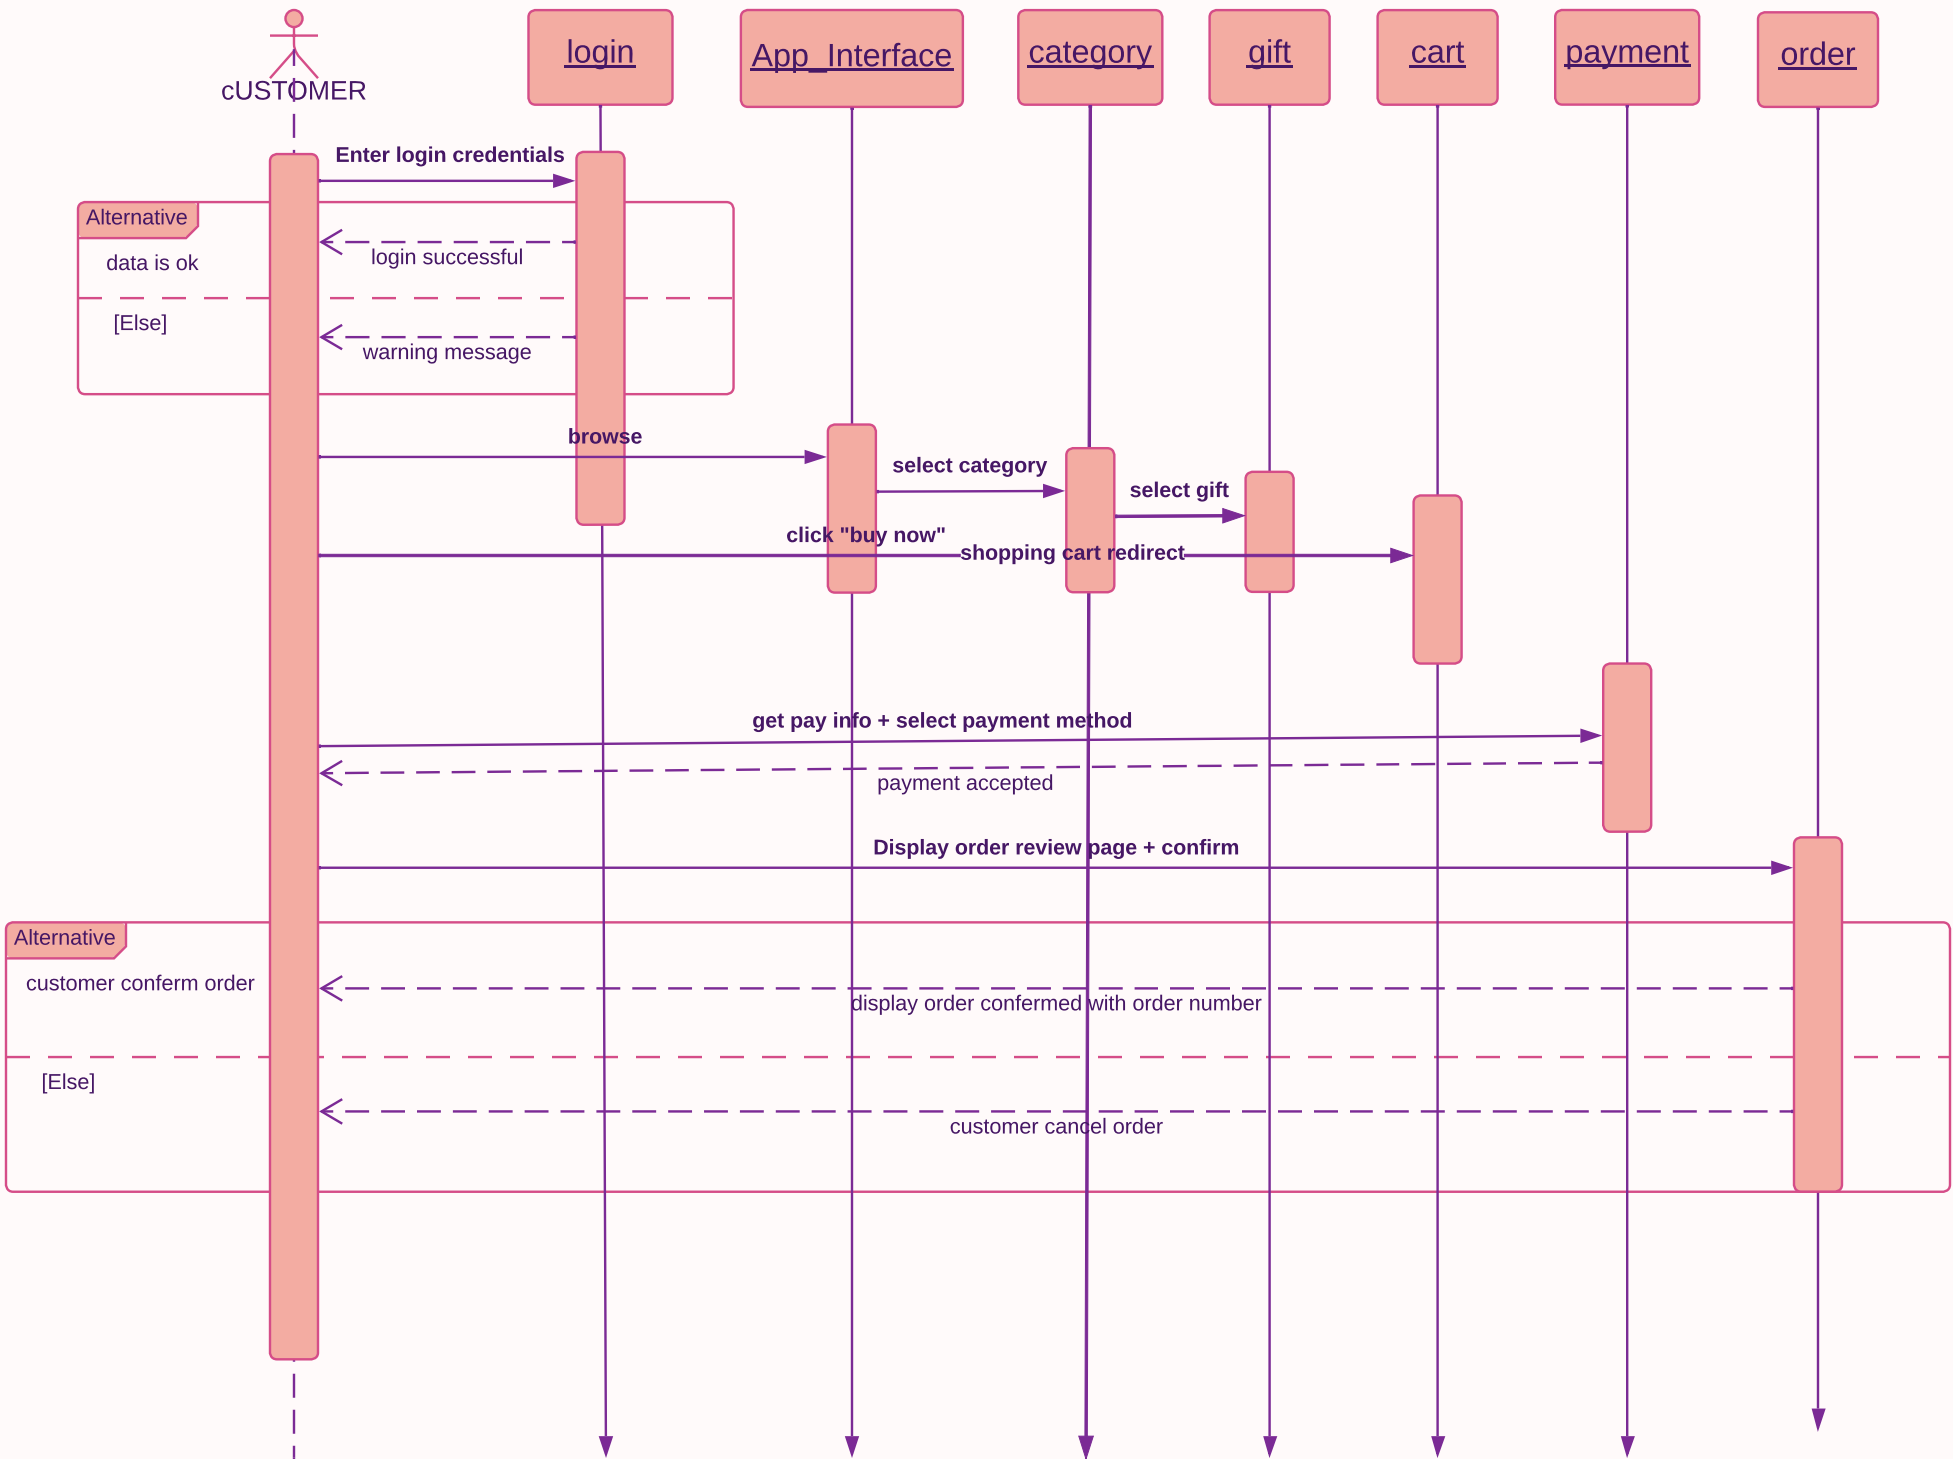 cUSTOMER
login
App_Interface
category
gift
cart
payment
order
Enter login credentials
Alternative
login successful
data is ok
[Else]
warning message
browse
select category
select gift
click "buy now"
shopping cart redirect
get pay info + select payment method
payment accepted
Display order review page + confirm
Alternative
customer conferm order
display order confermed with order number
[Else]
customer cancel order